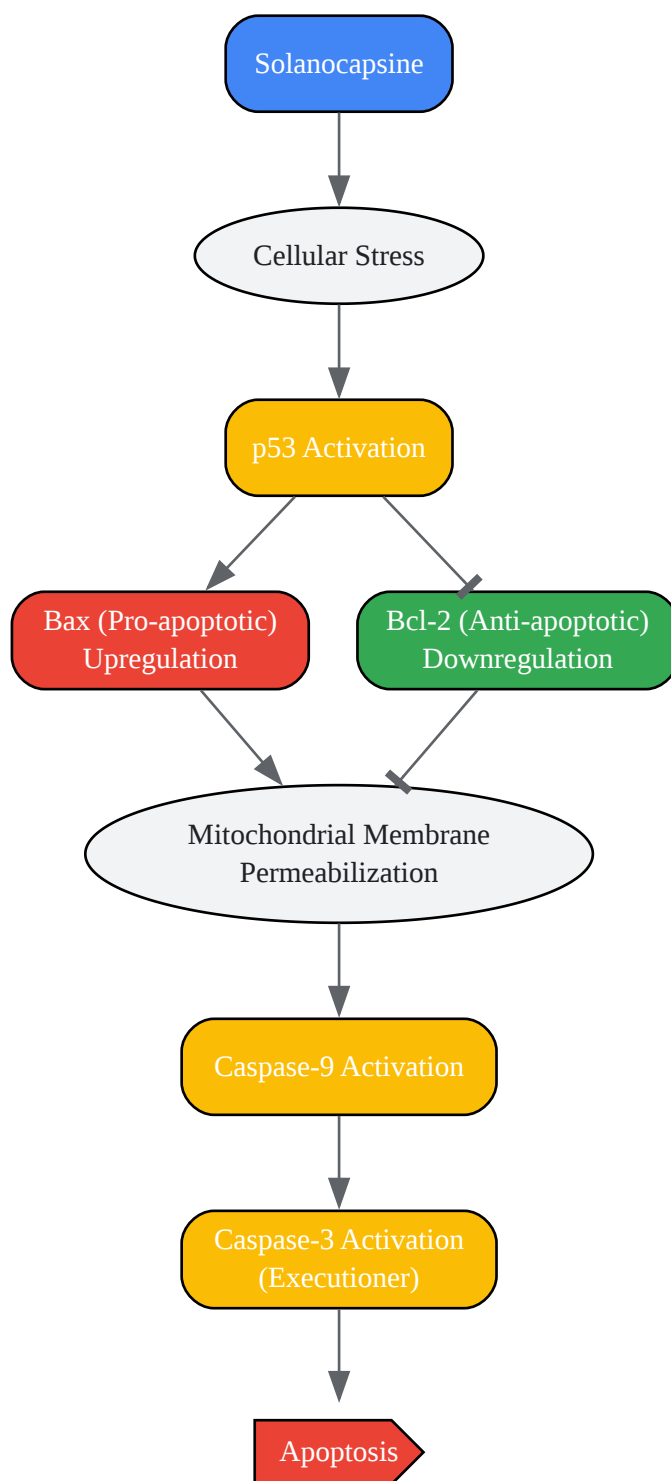 Solanocapsine
Cellular Stress
p53 Activation
Bax (Pro-apoptotic)
Upregulation
Bcl-2 (Anti-apoptotic)
Downregulation
Mitochondrial Membrane
Permeabilization
Caspase-9 Activation
Caspase-3 Activation
(Executioner)
Apoptosis